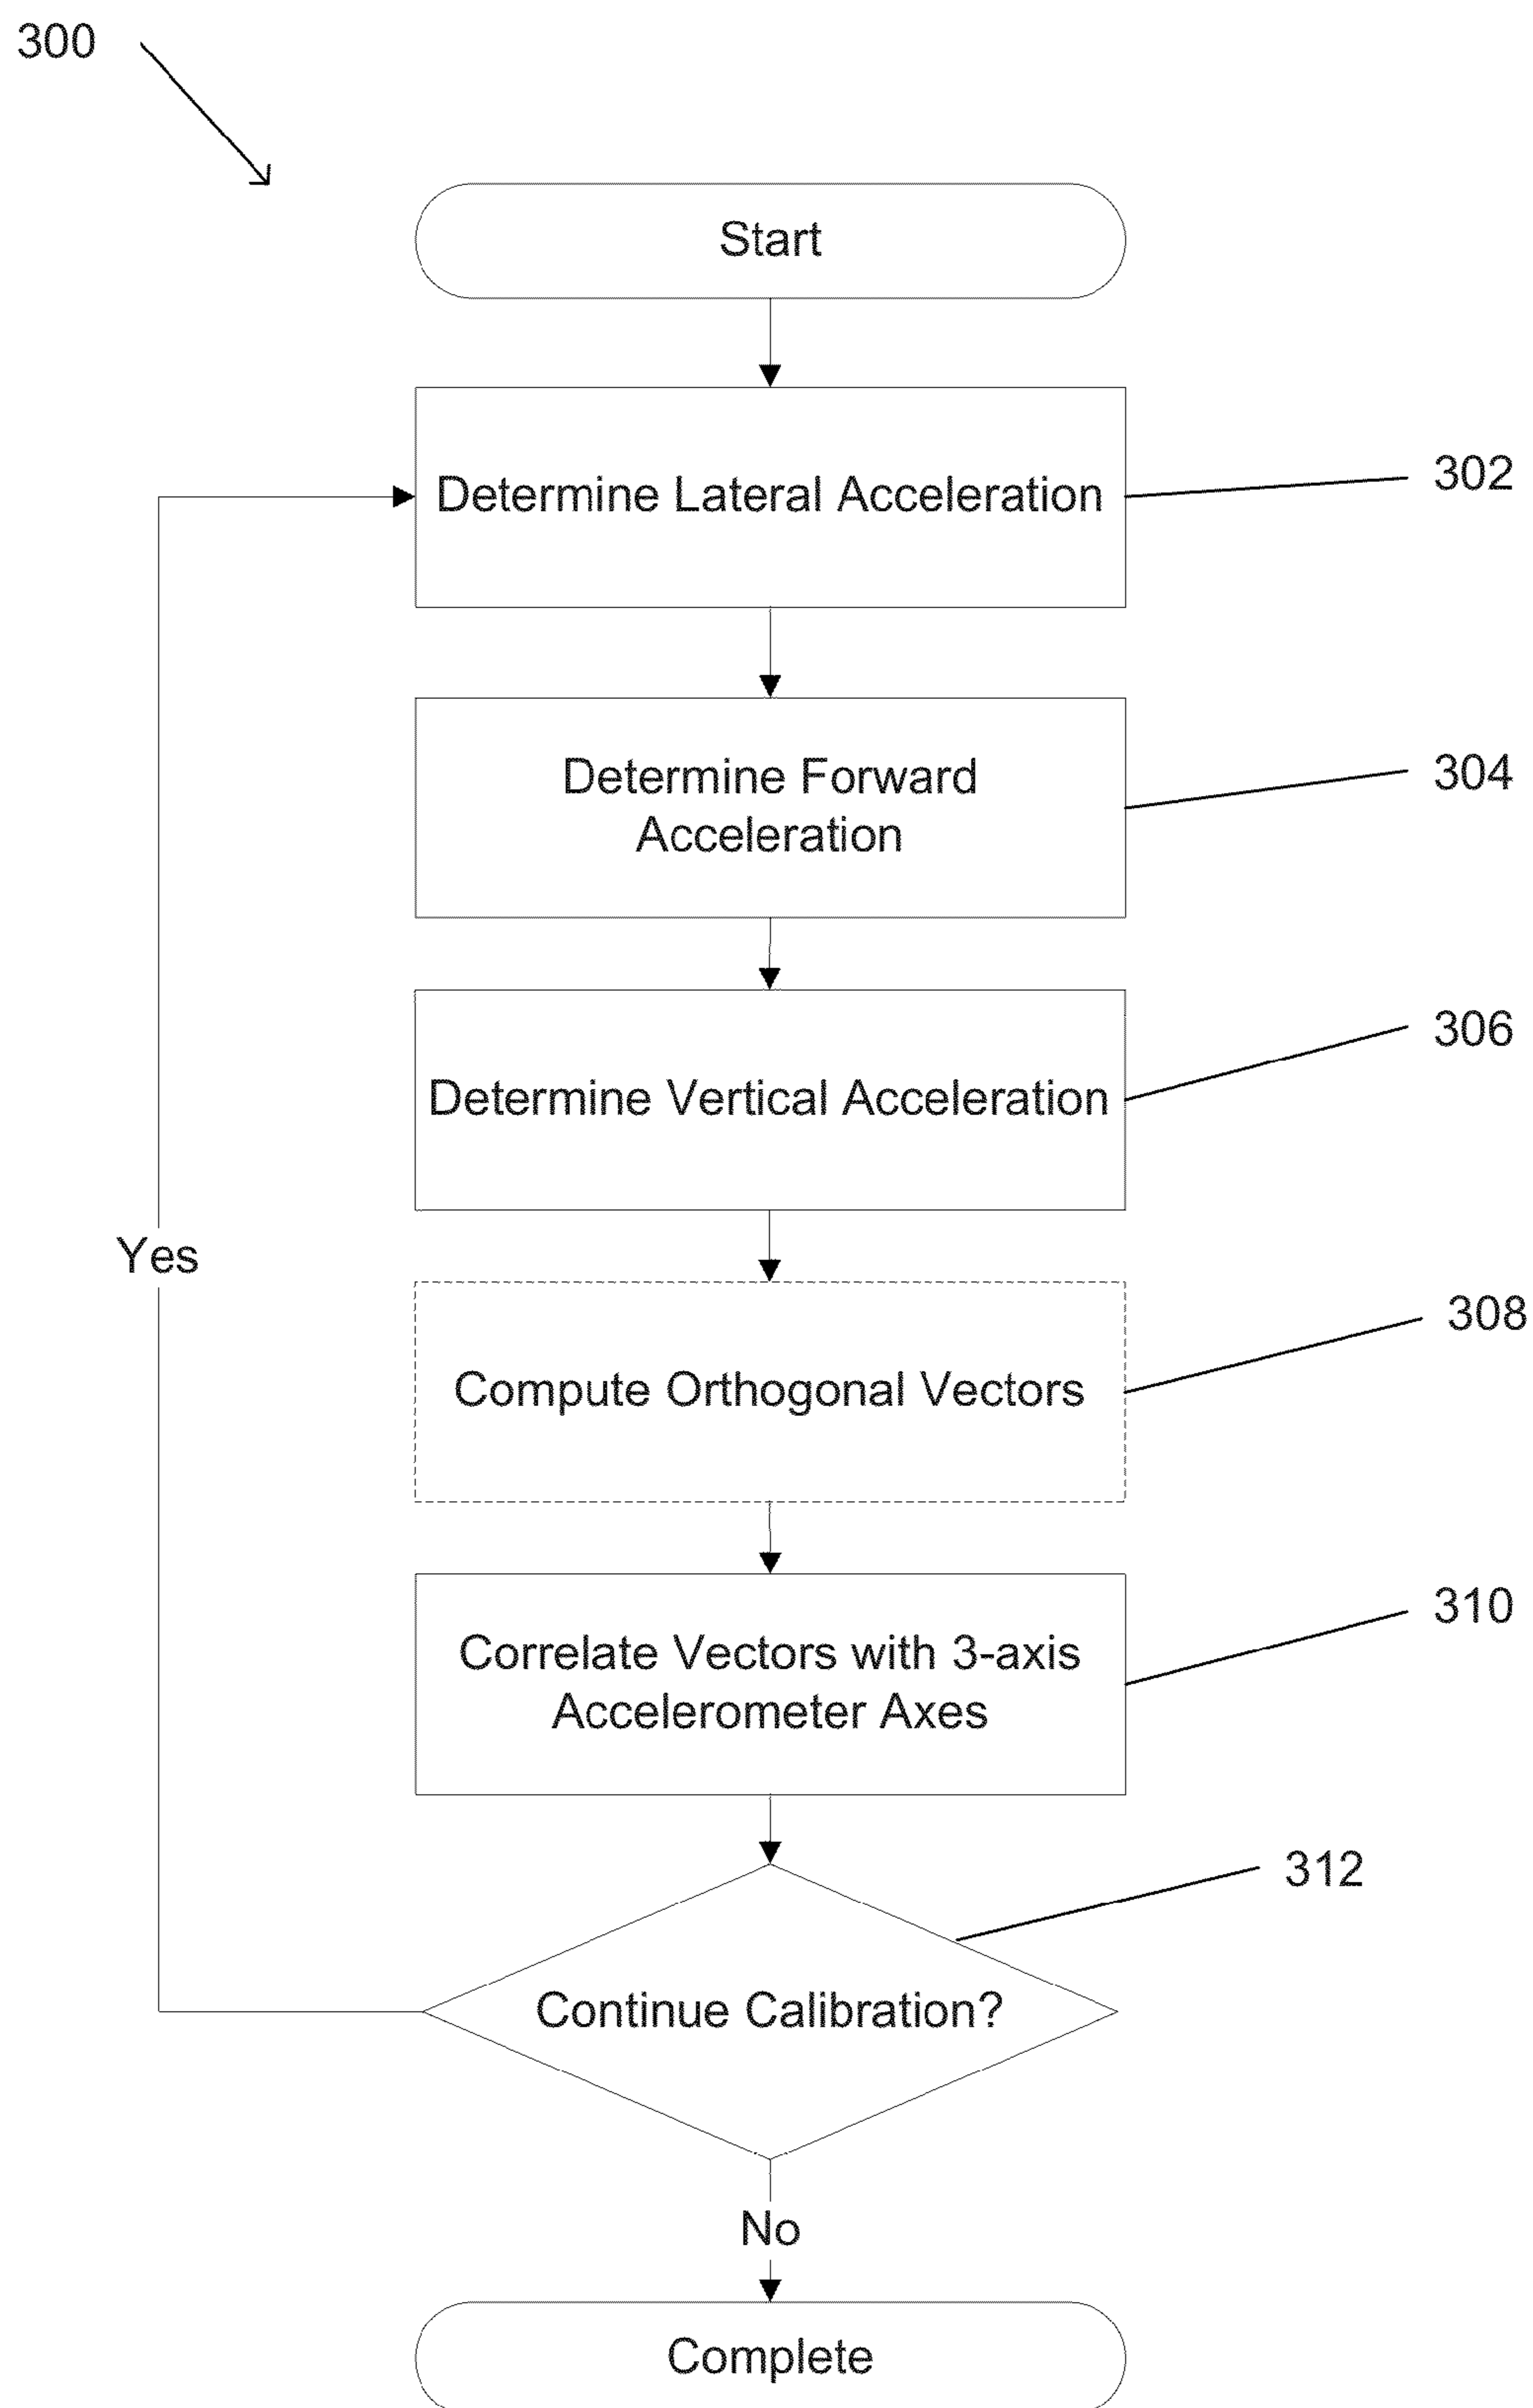 300
Start
Determine Lateral Acceleration
302
Determine Forward
Acceleration
304
Determine Vertical Acceleration
306
Yes
Compute Orthogonal Vectors
308
Correlate Vectors with 3-axis
Accelerometer Axes
310
312
Continue Calibration?
No
Complete